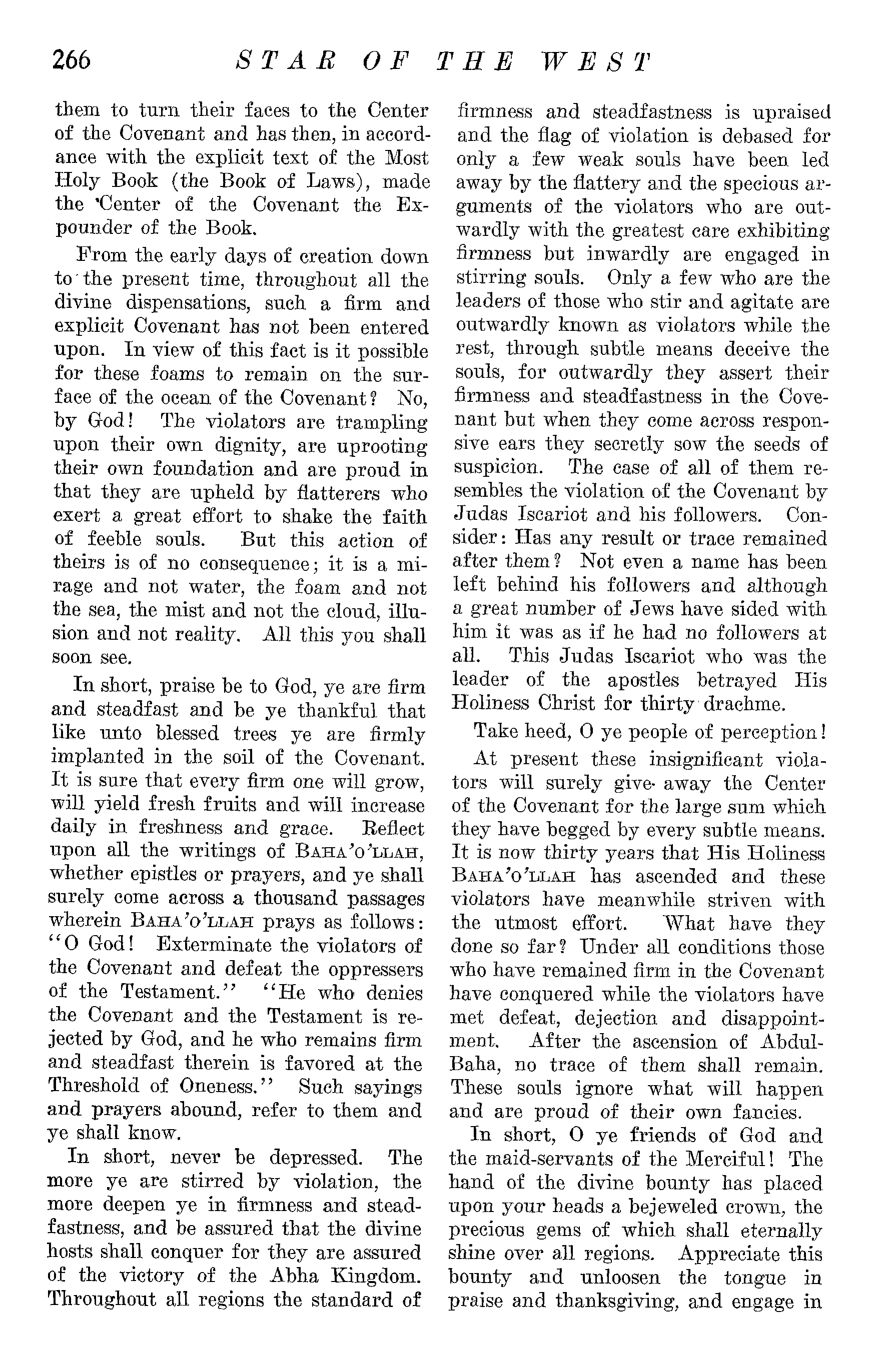 266 STAR OF THE WEST
them to turn their faces to the Center
of the Covenant and has then, in accord-
ance with the explicit text of the Most
Holy Book (the Book of Laws), made
the 'Center of the Covenant the Ex-
pounder of the Book.
From the early days of creation down
to the present time, throughout all the
divine dispensations, such a firm and
explicit Covenant has not been entered
upon. In view of this fact is it possible
for these foams to remain on the sur-
face of the ocean of the Covenant? No,
by God! The violators are trampling
upon their own dignity, are uprooting
their own foundation and are proud in
that they are upheld by flatterers who
exert a great effort to shake the faith
of feeble souls. But this action of
theirs is of no consequence; it is a mi-
rage and not water, the foam and not
the sea, the mist and not the cloud, illu-
sion and not reality. All this you shall
soon see.
In short, praise be to God, ye are firm
and steadfast and be ye thankful that
like unto blessed trees ye are firmly
implanted in the soil of the Covenant.
It is sure that every firm one will grow,
will yield fresh fruits and will increase
daily in freshness and grace. Reflect
upon all the writings of BAHA'O'LLAH,
whether epistles or prayers, and ye shall
surely come across a thousand passages
wherein BAHA'O'LLAH prays as follows:
"O God! Exterminate the violators of
the Covenant and defeat the oppressers
of the Testament." "He who denies
the Covenant and the Testament is re-
jected by God, and he who remains firm
and steadfast therein is favored at the
Threshold of Oneness." Such sayings
and prayers abound, refer to them and
ye shall know.
In short, never be depressed. The
more ye are stirred by violation, the
more deepen ye in firmness and stead-
fastness, and be assured that the divine
hosts shall conquer for they are assured
of the victory of the Abha Kingdom.
Throughout all regions the standard of
firmness and steadfastness is upraised
and the flag of violation is debased for
only a few weak souls have been led
away by the flattery and the specious ar-
guments of the violators who are out-
wardly with the greatest care exhibiting
firmness but inwardly are engaged in
stirring souls. Only a few who are the
leaders of those who stir and agitate are
outwardly known as violators while the
rest, through subtle means deceive the
souls, for outwardly they assert their
firmness and steadfastness in the Cove-
nant but when they come across respon-
sive ears they secretly sow the seeds of
suspicion. The case of all of them re-
sembles the violation of the Covenant by
Judas Iscariot and his followers. Con-
sider: Has any result or trace remained
after them? Not even a name has been
left behind his followers and although
a great number of Jews have sided with
him it was as if he had no followers at
all. This Judas Iscariot who was the
leader of the apostles betrayed His
Holiness Christ for thirty drachme.
Take heed, O ye people of perception!
At present these insignificant viola-
tors will surely give away the Center
of the Covenant for the large sum which
they have begged by every subtle means.
It is now thirty years that His Holiness
BAHA'O'LLAH has ascended and these
violators have meanwhile striven with
the utmost effort. What have they
done so far? Under all conditions those
who have remained firm in the Covenant
have conquered while the violators have
met defeat, dejection and disappoint-
ment. After the ascension of Abdul-
Baha, no trace of them shall remain.
These souls ignore what will happen
and are proud of their own fancies.
In short, O ye friends of God and
the maid-servants of the Merciful! The
hand of the divine bounty has placed
upon your heads a bejeweled crown, the
precious gems of which shall eternally
shine over all regions. Appreciate this
bounty and unloosen the tongue in
praise and thanksgiving, and engage in